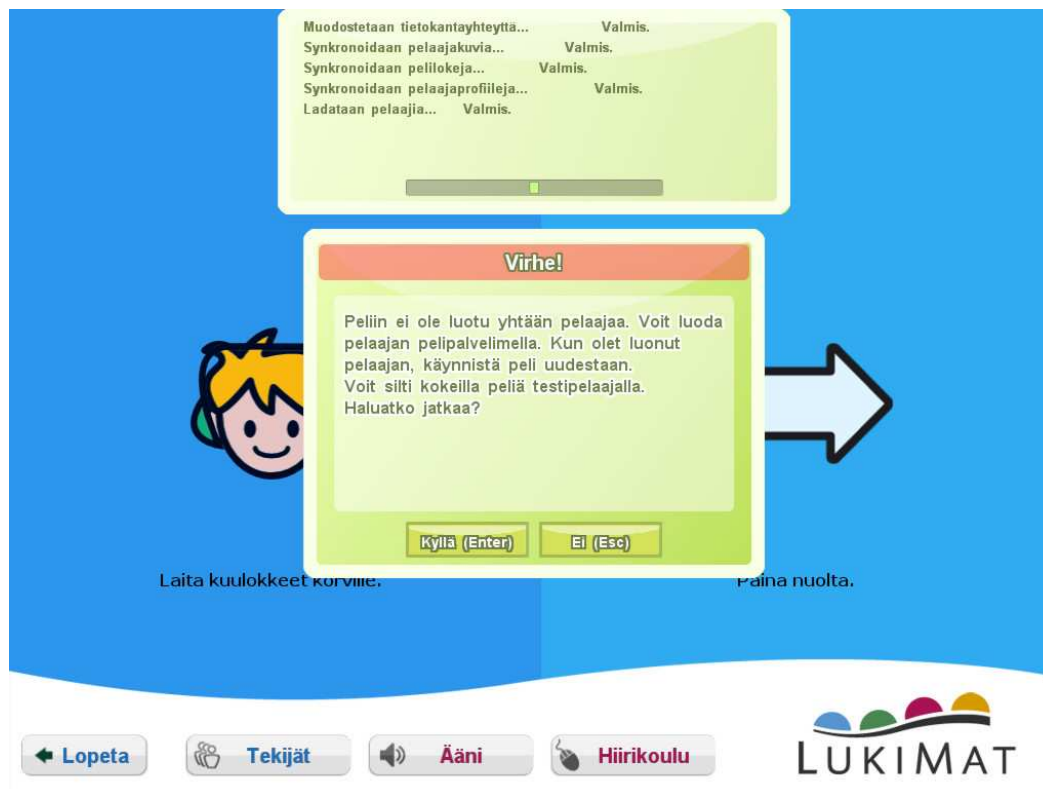 Muodostetaan tietokantayhteyttä... Valmis.
Synkronoidaan pelaajakuvia... Valmis.
Synkronoidaan pelilokeja... Valmis.
Synkronoidaan pelaajaprofiileja... Valmis.
Ladataan pelaajia... Valmis.
Virhe!
Peliin ei ole luotu yhtään pelaajaa. Voit luoda
pelaajan pelipalvelimella. Kun olet luonut
pelaajan, käynnistä peli uudestaan.
Voit silti kokeilla peliä testipelaajalla.
Haluatko jatkaa?
Kyllä (Enter) Ei (Esc)
Laita kuulokkeet korville. Paina nuolta.
Lopeta Tekijät Ääni Hiirikoulu
LUKIMAT